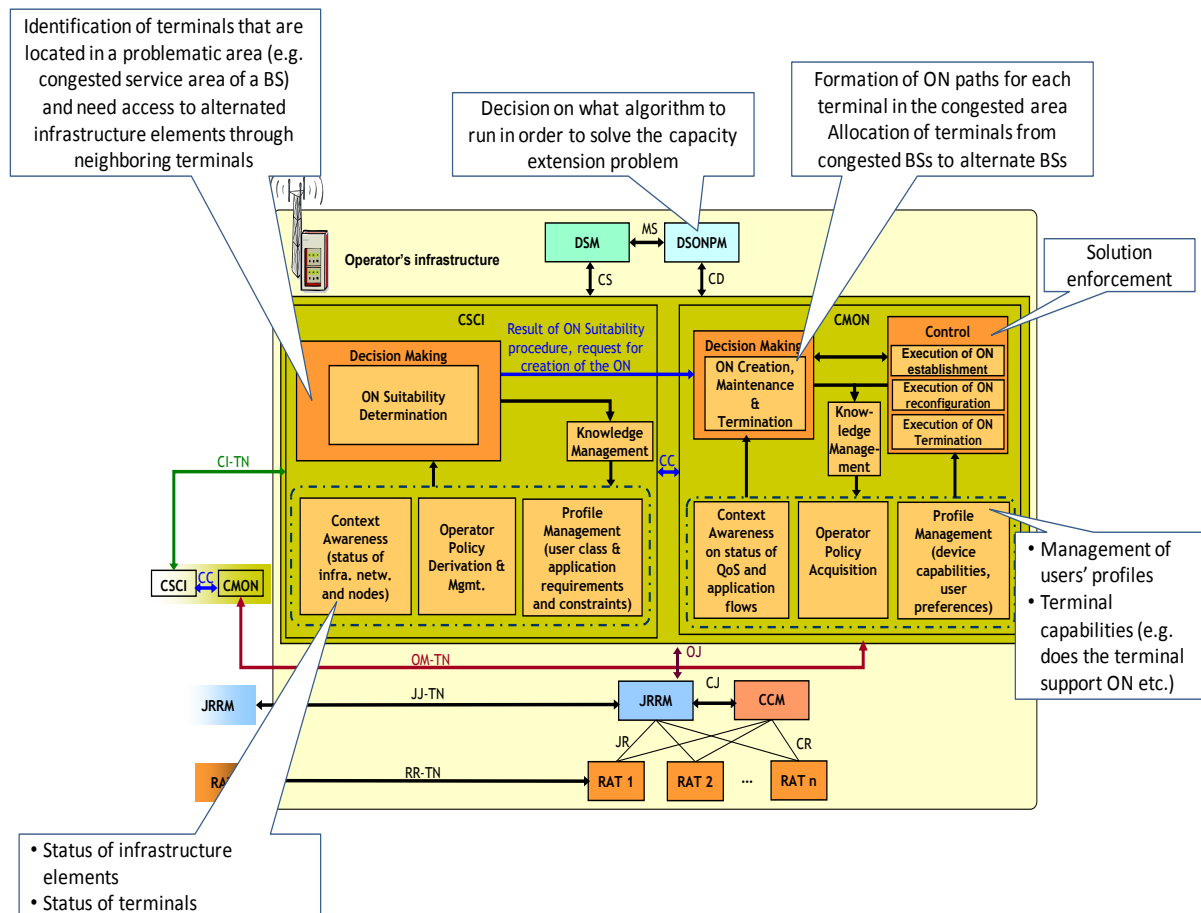 Identification of terminals that are
located in a problematic area (e.g.
congested service area of a BS)
and need access to alternated
infrastructure elements through
neighboring terminals
Decision on what algorithm to
run in order to solve the capacity
extension problem
Formation of ON paths for each
terminal in the congested area
Allocation of terminals from
congested BSs to alternate BSs
Solution
enforcement
Operator's infrastructure
DSM
MS
DSONPM
CS
CD
CSCI
Decision Making
ON Suitability
Determination
Result of ON Suitability
procedure, request for
creation of the ON
Knowledge
Management
Context
Awareness
(status of
infra. netw.
and nodes)
Operator
Policy
Derivation &
Mgmt.
Profile
Management
(user class &
application
requirements
and constraints)
CC
CMON
Decision Making
ON Creation,
Maintenance
&
Termination
Control
Execution of ON
establishment
Execution of ON
reconfiguration
Execution of ON
Termination
Know-
ledge
Manage-
ment
Context
Awareness
on status of
QoS and
application
flows
Operator
Policy
Acquisition
Profile
Management
(device
capabilities,
user
preferences)
• Management of
users' profiles
• Terminal
capabilities (e.g.
does the terminal
support ON etc.)
CI-TN
CSCI
CC
CMON
OM-TN
OJ
JRRM
JJ-TN
JRRM
CJ
CCM
JR
CR
RR-TN
RAT 1
RAT 2
...
RAT n
• Status of infrastructure
elements
• Status of terminals